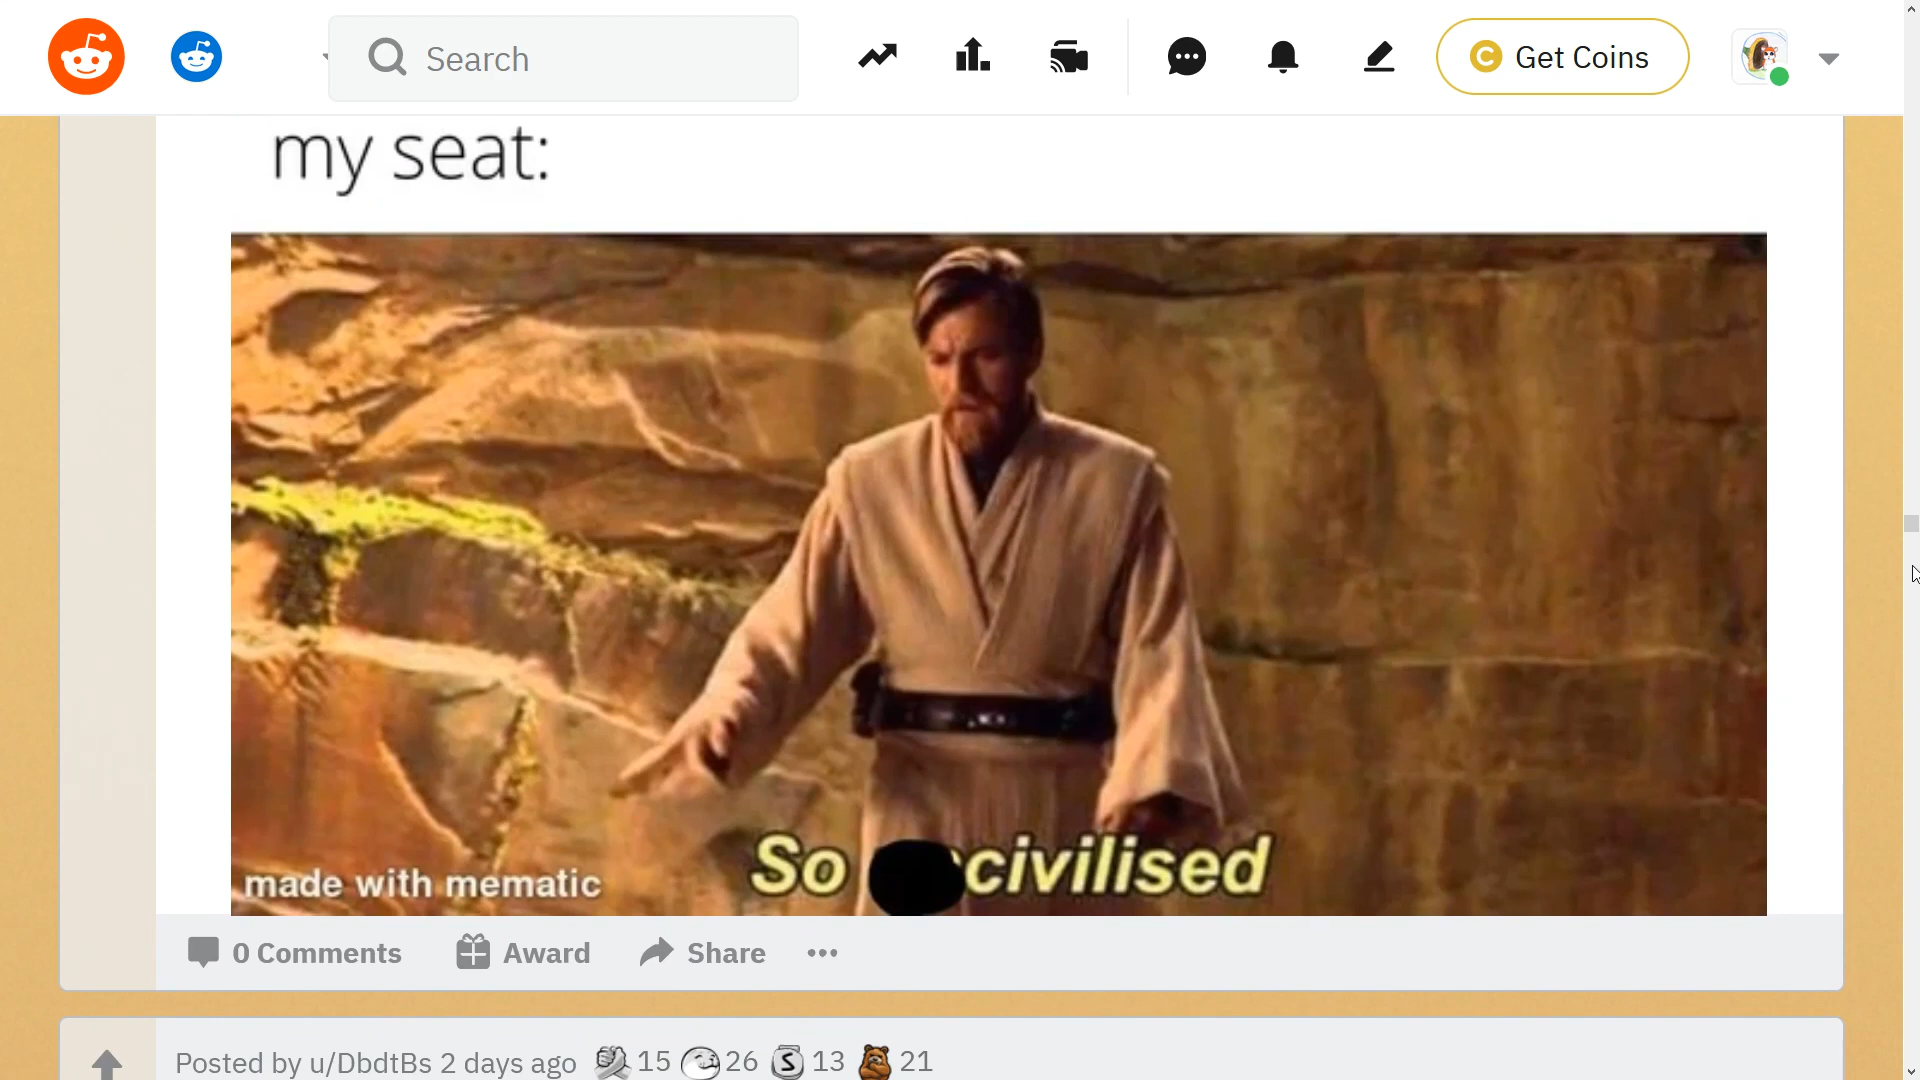 Search
Get Coins
my seat:
So civilised
made with mematic
0 Comments Award Share
Posted by u/DbdtBs 2 days ago 15 26 S 13 21